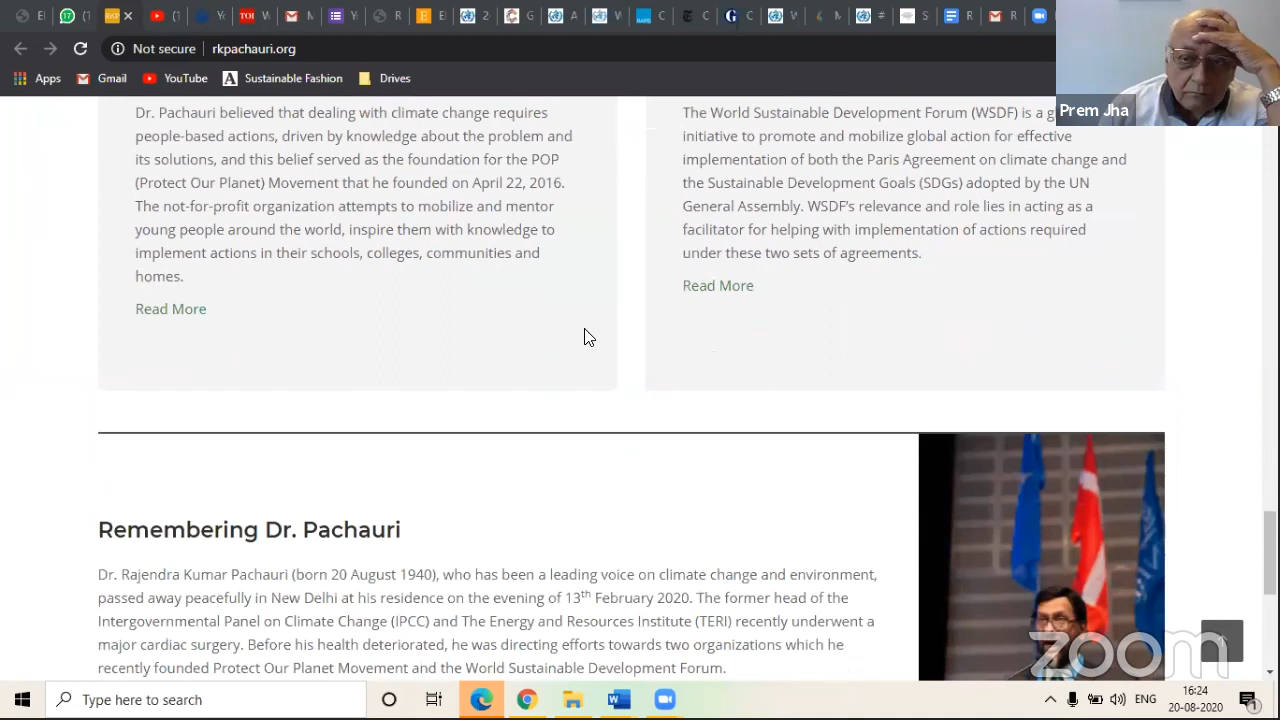 RKP
Yo
TOI
W
M
Y
Bl
2
G
A
W
NAPS
C
G
W
A
S
R
R
Z
Not secure
rkpachauri.org
Apps
Gmail
YouTube
Sustainable Fashion
Drives
Prem Jha
Dr. Pachauri believed that dealing with climate change requires
people-based actions, driven by knowledge about the problem and
its solutions, and this belief served as the foundation for the POP
(Protect Our Planet) Movement that he founded on April 22, 2016.
The not-for-profit organization attempts to mobilize and mentor
young people around the world, inspire them with knowledge to
implement actions in their schools, colleges, communities and
homes.
Read More
The World Sustainable Development Forum (WSDF) is a
initiative to promote and mobilize global action for effective
implementation of both the Paris Agreement on climate change and
the Sustainable Development Goals (SDGs) adopted by the UN
General Assembly. WSDF's relevance and role lies in acting as a
facilitator for helping with implementation of actions required
under these two sets of agreements.
Read More
Remembering Dr. Pachauri
Dr. Rajendra Kumar Pachauri (born 20 August 1940), who has been a leading voice on climate change and environment,
passed away peacefully in New Delhi at his residence on the evening of 13th February 2020. The former head of the
Intergovernmental Panel on Climate Change (IPCC) and The Energy and Resources Institute (TERI) recently underwent a
major cardiac surgery. Before his health deteriorated, he was directing efforts towards two organizations which he
recently founded Protect Our Planet Movement and the World Sustainable Development Forum.
zoom
Type here to search
ENG
16:24
20-08-2020
1